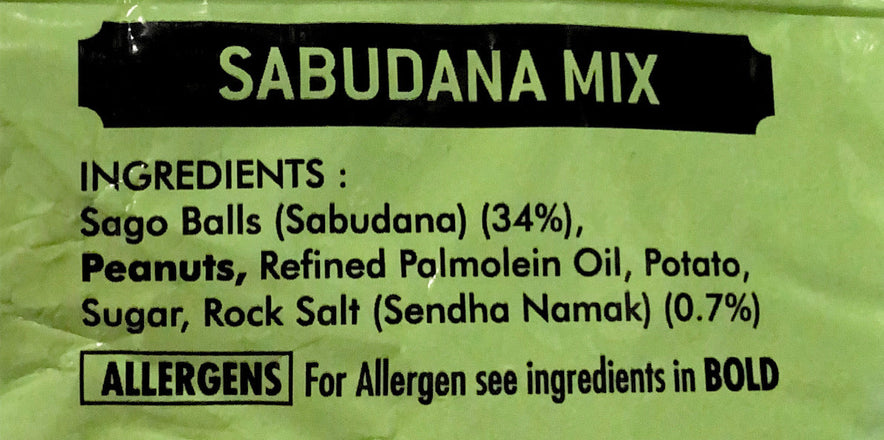 SABUDANA MIX
INGREDIENTS :
Sago Balls (Sabudana) (34%),
Peanuts, Refined Palmolein Oil, Potato,
Sugar, Rock Salt (Sendha Namak) (0.7%)
ALLERGENS For Allergen see ingredients in BOLD